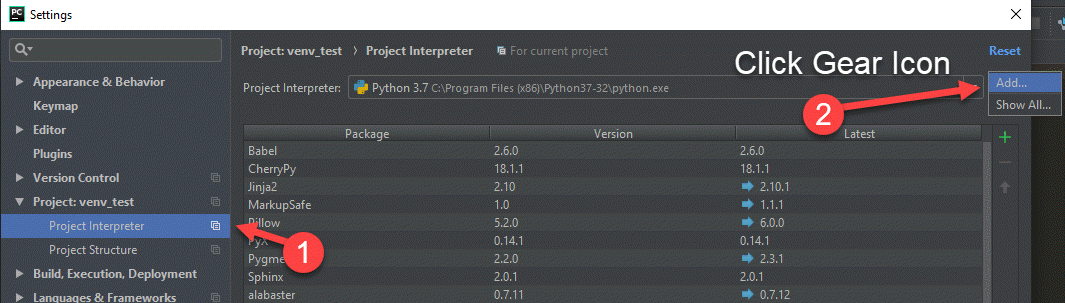 PC Settings
Project: venv_test > Project Interpreter For current project Reset
Click Gear Icon
Appearance & Behavior
Project Interpreter: Python 3.7 C:\Program Files (x86)\Python37-32\python.exe Add...
Keymap
2
Show All...
Editor
Package Version Latest
Plugins
Babel 2.6.0 2.6.0
CherryPy 18.1.1 18.1.1
Version Control
Jinja2 2.10 2.10.1
Project: venv_test
MarkupSafe 1.0 1.1.1
Project Interpreter
Pillow 5.2.0 6.0.0
1
PyX 0.14.1 0.14.1
Project Structure
Pygme 2.2.0 2.3.1
Build, Execution, Deployment
Sphinx 2.0.1 2.0.1
Languages & Frameworks
alabaster 0.7.11 0.7.12